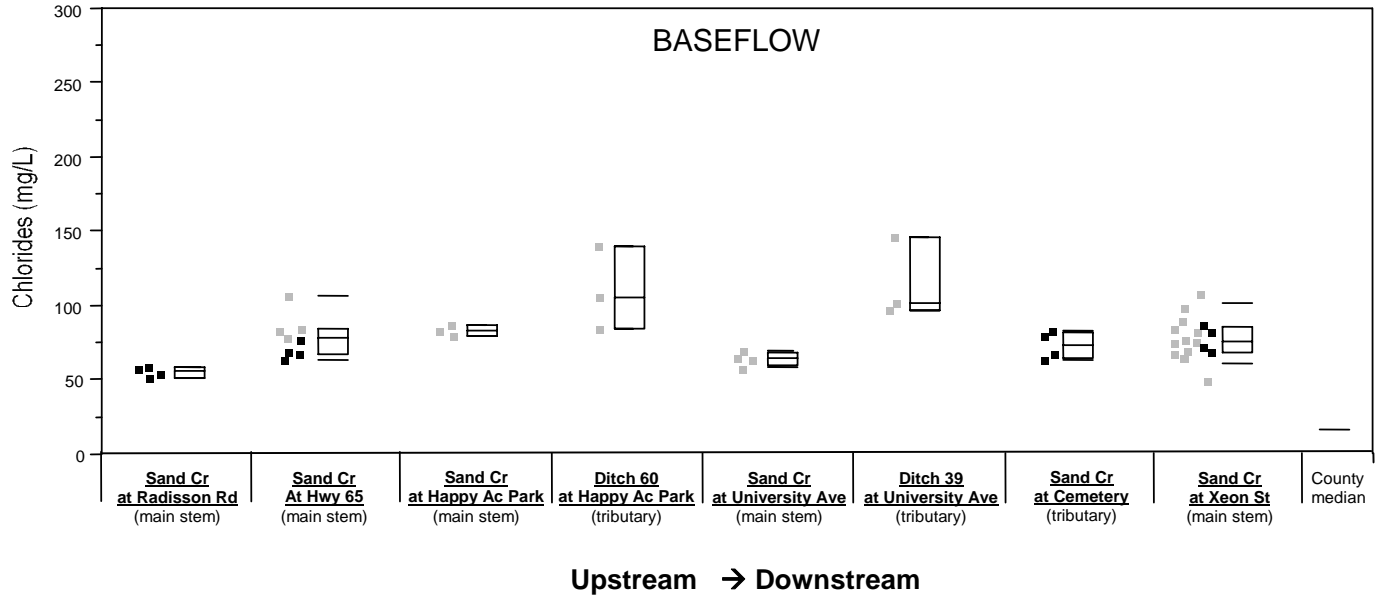 BASEFLOW
Chlorides (mg/L)
300
250
200
150
100
50
0
Sand Cr
at Radisson Rd
(main stem)
Sand Cr
At Hwy 65
(main stem)
Sand Cr
at Happy Ac Park
(main stem)
Ditch 60
at Happy Ac Park
(tributary)
Sand Cr
at University Ave
(main stem)
Ditch 39
at University Ave
(tributary)
Sand Cr
at Cemetery
(tributary)
Sand Cr
at Xeon St
(main stem)
County
median
Upstream → Downstream